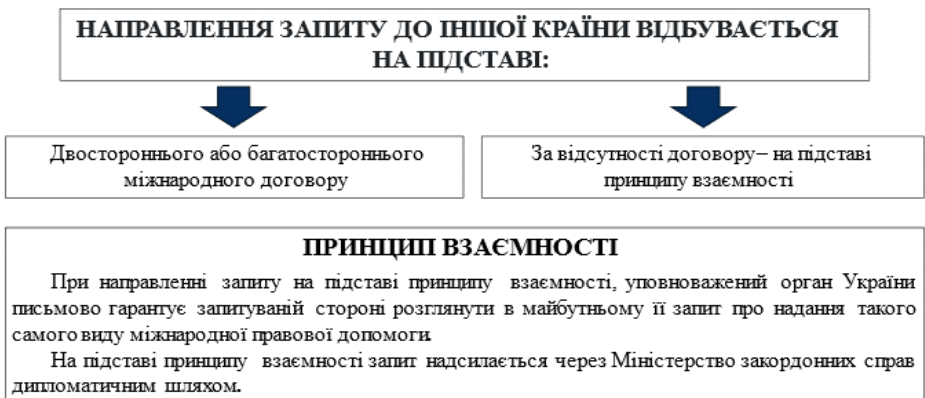 НАПРАВЛЕННЯ ЗАПИТУ ДО ІНШОЇ КРАЇНИ ВІДБУВАЄТЬСЯ
НА ПІДСТАВІ:
Двостороннього або багатостороннього
міжнародного договору
За відсутності договору– на підставі
принципу взаємності
ПРИНЦИП ВЗАЄМНОСТІ
При направленні запиту на підставі принципу взаємності, уповноважений орган України
письмово гарантує запитуваній стороні розглянути в майбутньому її запит про надання такого
самого виду міжнародної правової допомоги.
На підставі принципу взаємності запит надсилається через Міністерство закордонних справ
дипломатичним шляхом.